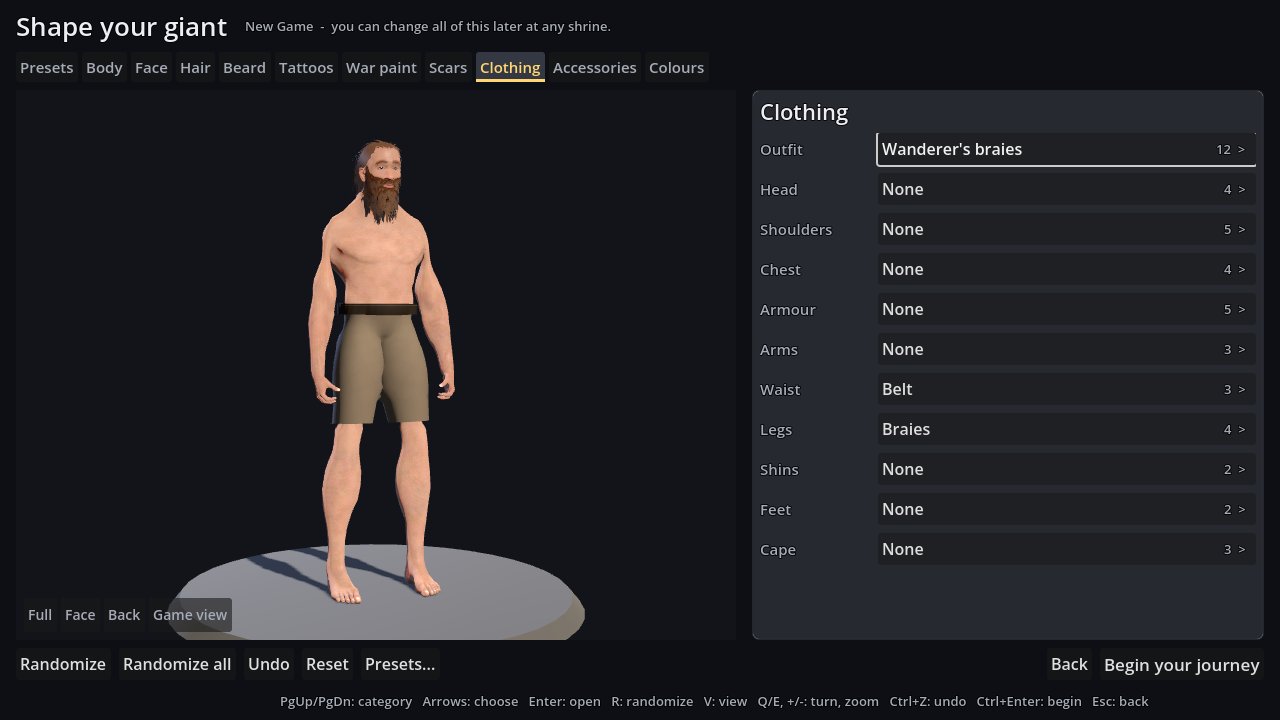 Shape your giant New Game - you can change all of this later at any shrine.
Presets Body Face Hair Beard Tattoos War paint Scars Clothing Accessories Colours
Clothing
Outfit Wanderer's braies 12 >
Head None 4 >
Shoulders None 5 >
Chest None 4 >
Armour None 5 >
Arms None 3 >
Waist Belt 3 >
Legs Braies 4 >
Shins None 2 >
Feet None 2 >
Cape None 3 >
Full Face Back Game view
Randomize Randomize all Undo Reset Presets... Back Begin your journey
PgUp/PgDn: category Arrows: choose Enter: open R: randomize V: view Q/E, +/-: turn, zoom Ctrl+Z: undo Ctrl+Enter: begin Esc: back